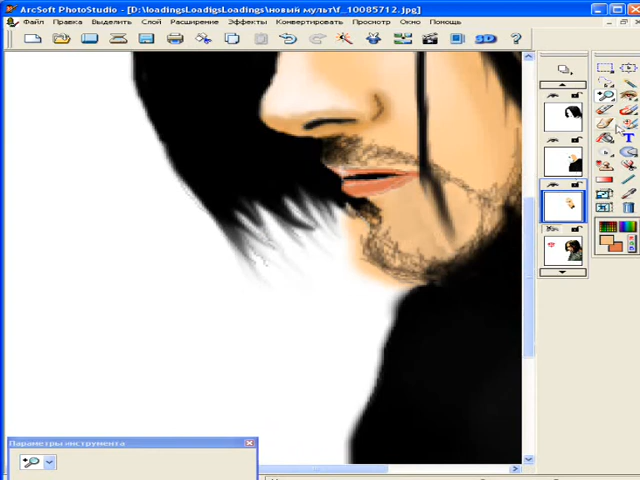 ArcSoft PhotoStudio - [D:\loadingsLoadigsLoadings\новый мульт\f_10085712.jpg]
Файл Правка Выделить Слой Расширение Эффекты Конвертировать Просмотр Окно Помощь
3D
T
Параметры инструмента